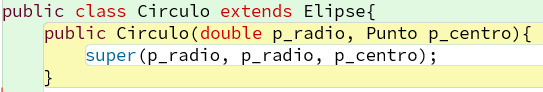 public class Circulo extends Elipse{
public Circulo(double p_radio, Punto p_centro){
super(p_radio, p_radio, p_centro);
}